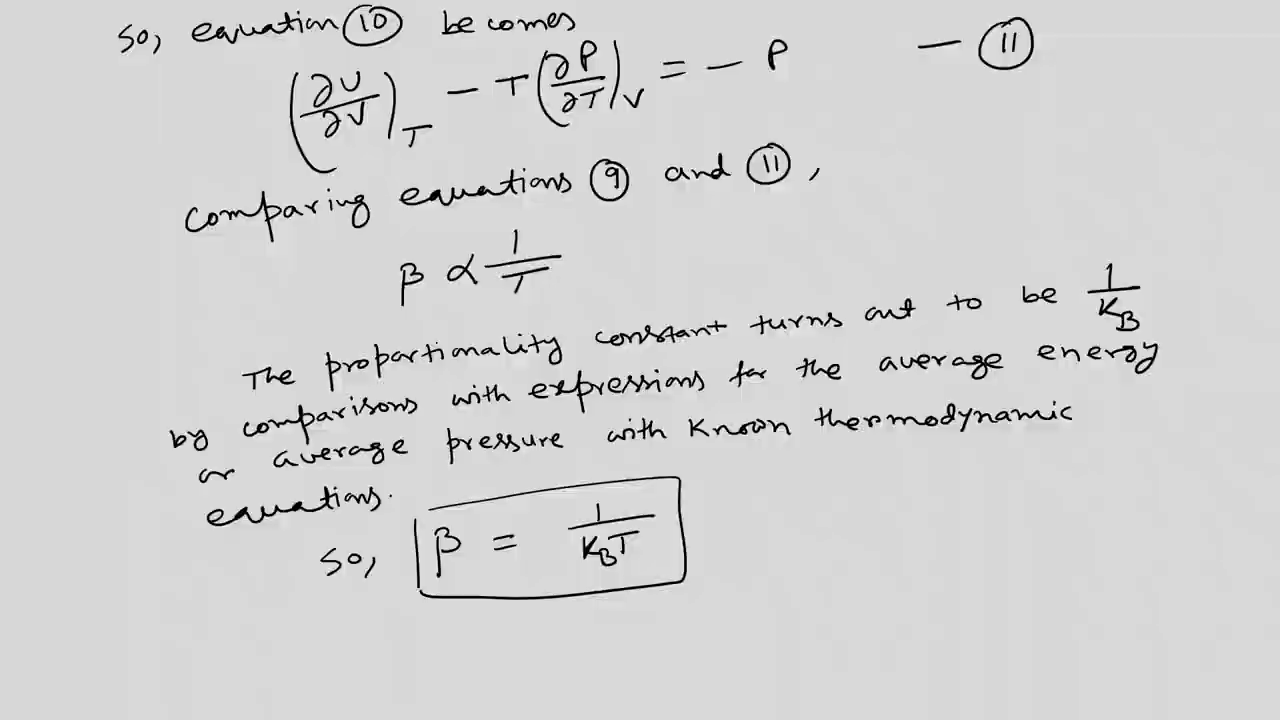 So, equation ⑩ becomes
(∂U/∂V)_T - T(∂P/∂T)_V = - P - ⑪
Comparing equations ⑨ and ⑪,
β ∝ 1/T
The proportionality constant turns out to be 1/K_B
by comparisons with expressions for the average energy
or average pressure with known thermodynamic
equations.
So, β = 1/K_BT